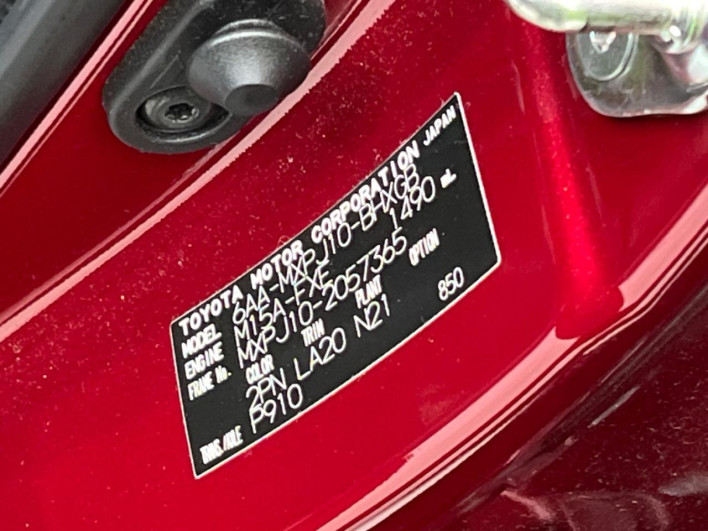 TOYOTA MOTOR CORPORATION JAPAN
MODEL 6AA-MXPJ10-BHXGB
ENGINE M15A-FXE 1490 mL
FRAME No. MXPJ10-2057365
COLOR TRIM PLANT OPTION
2PN LA20 N21 850
TRANS./AXLE P910